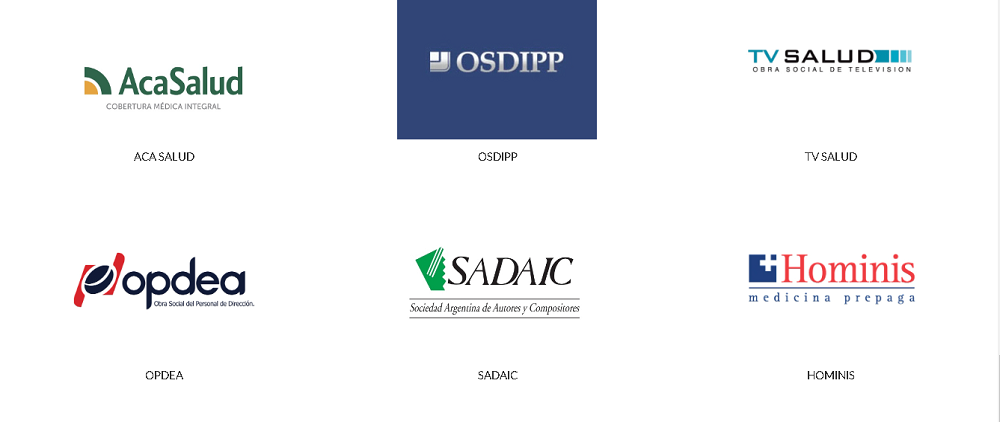 AcaSalud
COBERTURA MÉDICA INTEGRAL
ACA SALUD
OSDIPP
OSDIPP
TV SALUD
OBRA SOCIAL DE TELEVISION
TV SALUD
opdea
Obra Social del Personal de Dirección.
OPDEA
SADAIC
Sociedad Argentina de Autores y Compositores
SADAIC
Hominis
medicina prepaga
HOMINIS